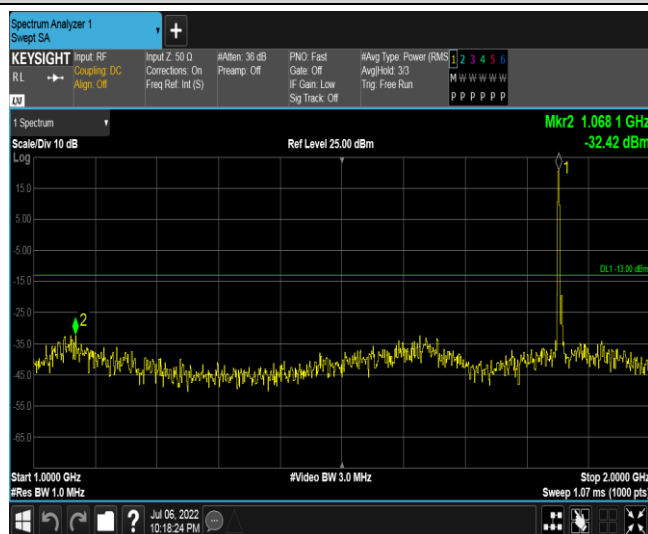 Spectrum Analyzer 1
Swept SA
+
KEYSIGHT Input: RF Input Z: 50 Ω #Atten: 36 dB PNO: Fast #Avg Type: Power (RMS 1 2 3 4 5 6
RL Coupling: DC Corrections: On Preamp: Off Gate: Off Avg|Hold: 3/3 M W W W W W
Align: Off Freq Ref: Int (S) IF Gain: Low Trig: Free Run
LXI Sig Track: Off P P P P P P
1 Spectrum Mkr2 1.068 1 GHz
Scale/Div 10 dB Ref Level 25.00 dBm -32.42 dBm
Log
1
15.0
5.00
-5.00
DL1 -13.00 dBm
-15.0
-25.0
2
-35.0
-45.0
-55.0
-65.0
Start 1.0000 GHz #Video BW 3.0 MHz Stop 2.0000 GHz
#Res BW 1.0 MHz Sweep 1.07 ms (1000 pts)
? Jul 06, 2022
10:18:24 PM